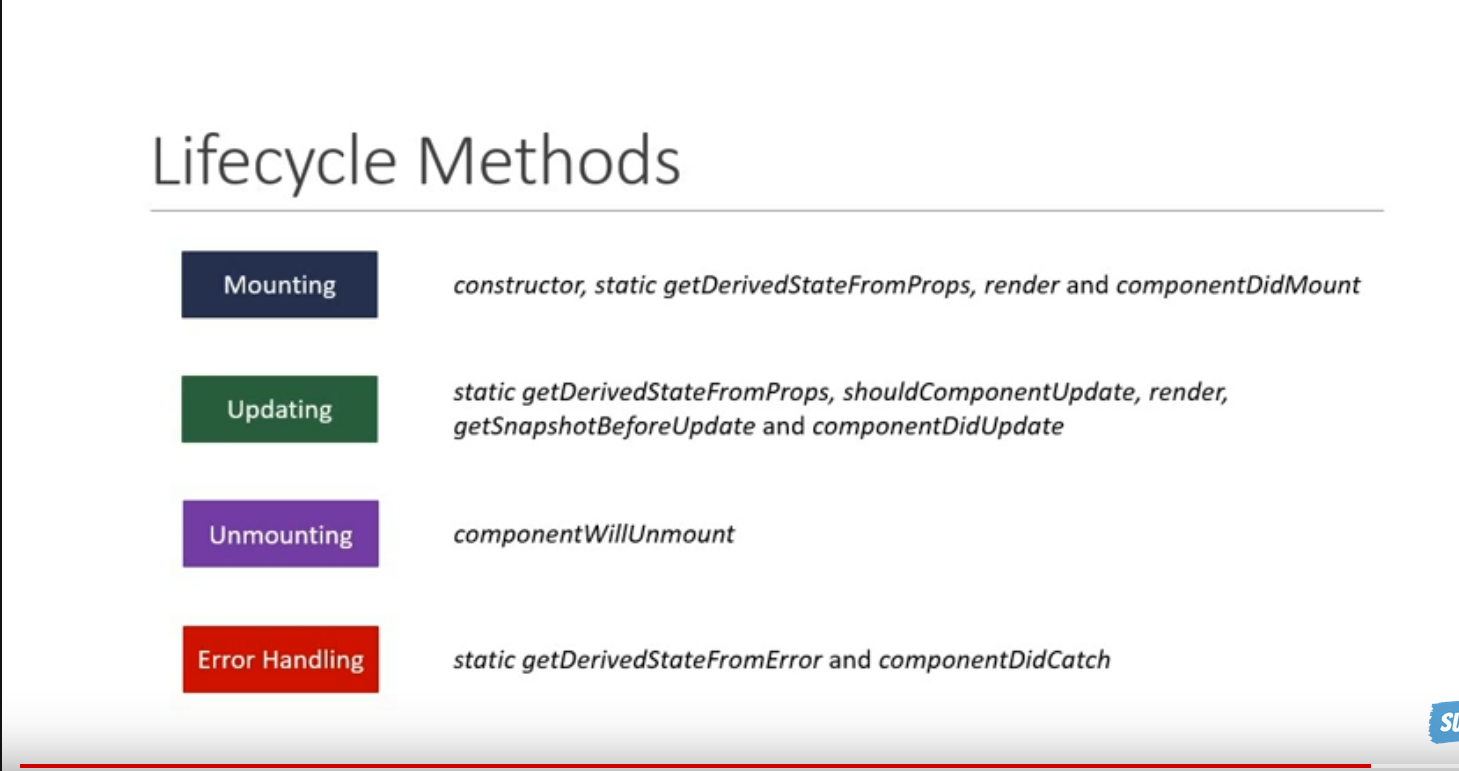 Lifecycle Methods
Mounting
constructor, static getDerivedStateFromProps, render and componentDidMount
Updating
static getDerivedStateFromProps, shouldComponentUpdate, render,
getSnapshotBeforeUpdate and componentDidUpdate
Unmounting
componentWillUnmount
Error Handling
static getDerivedStateFromError and componentDidCatch